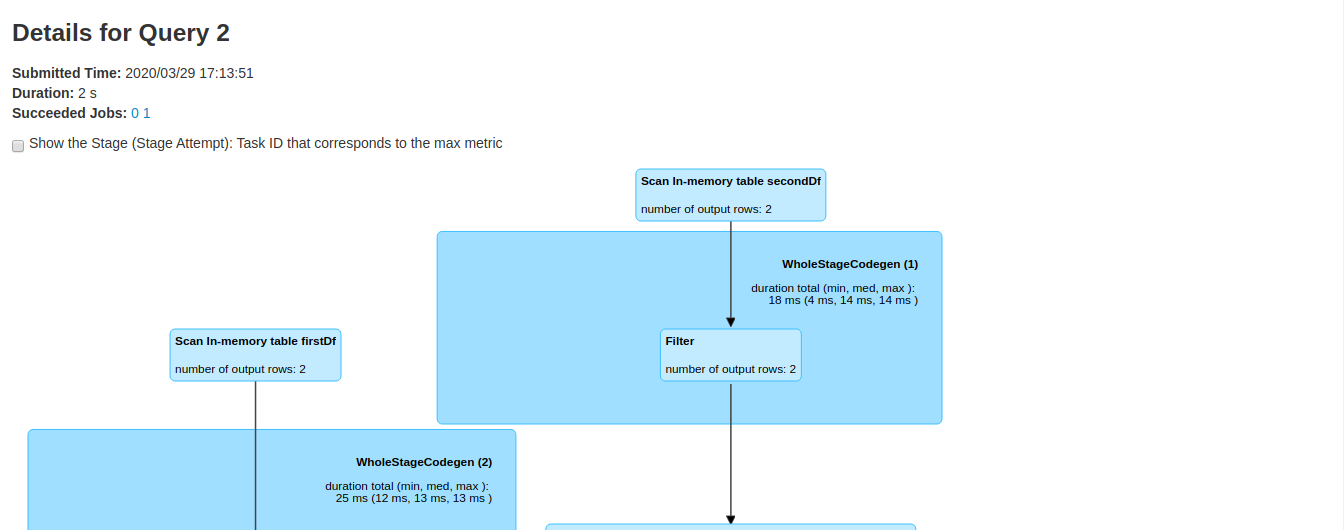 Details for Query 2
Submitted Time: 2020/03/29 17:13:51
Duration: 2 s
Succeeded Jobs: 0 1
Show the Stage (Stage Attempt): Task ID that corresponds to the max metric
Scan In-memory table secondDf
number of output rows: 2
WholeStageCodegen (1)
duration total (min, med, max ):
18 ms (4 ms, 14 ms, 14 ms )
Scan In-memory table firstDf
number of output rows: 2
Filter
number of output rows: 2
WholeStageCodegen (2)
duration total (min, med, max ):
25 ms (12 ms, 13 ms, 13 ms )